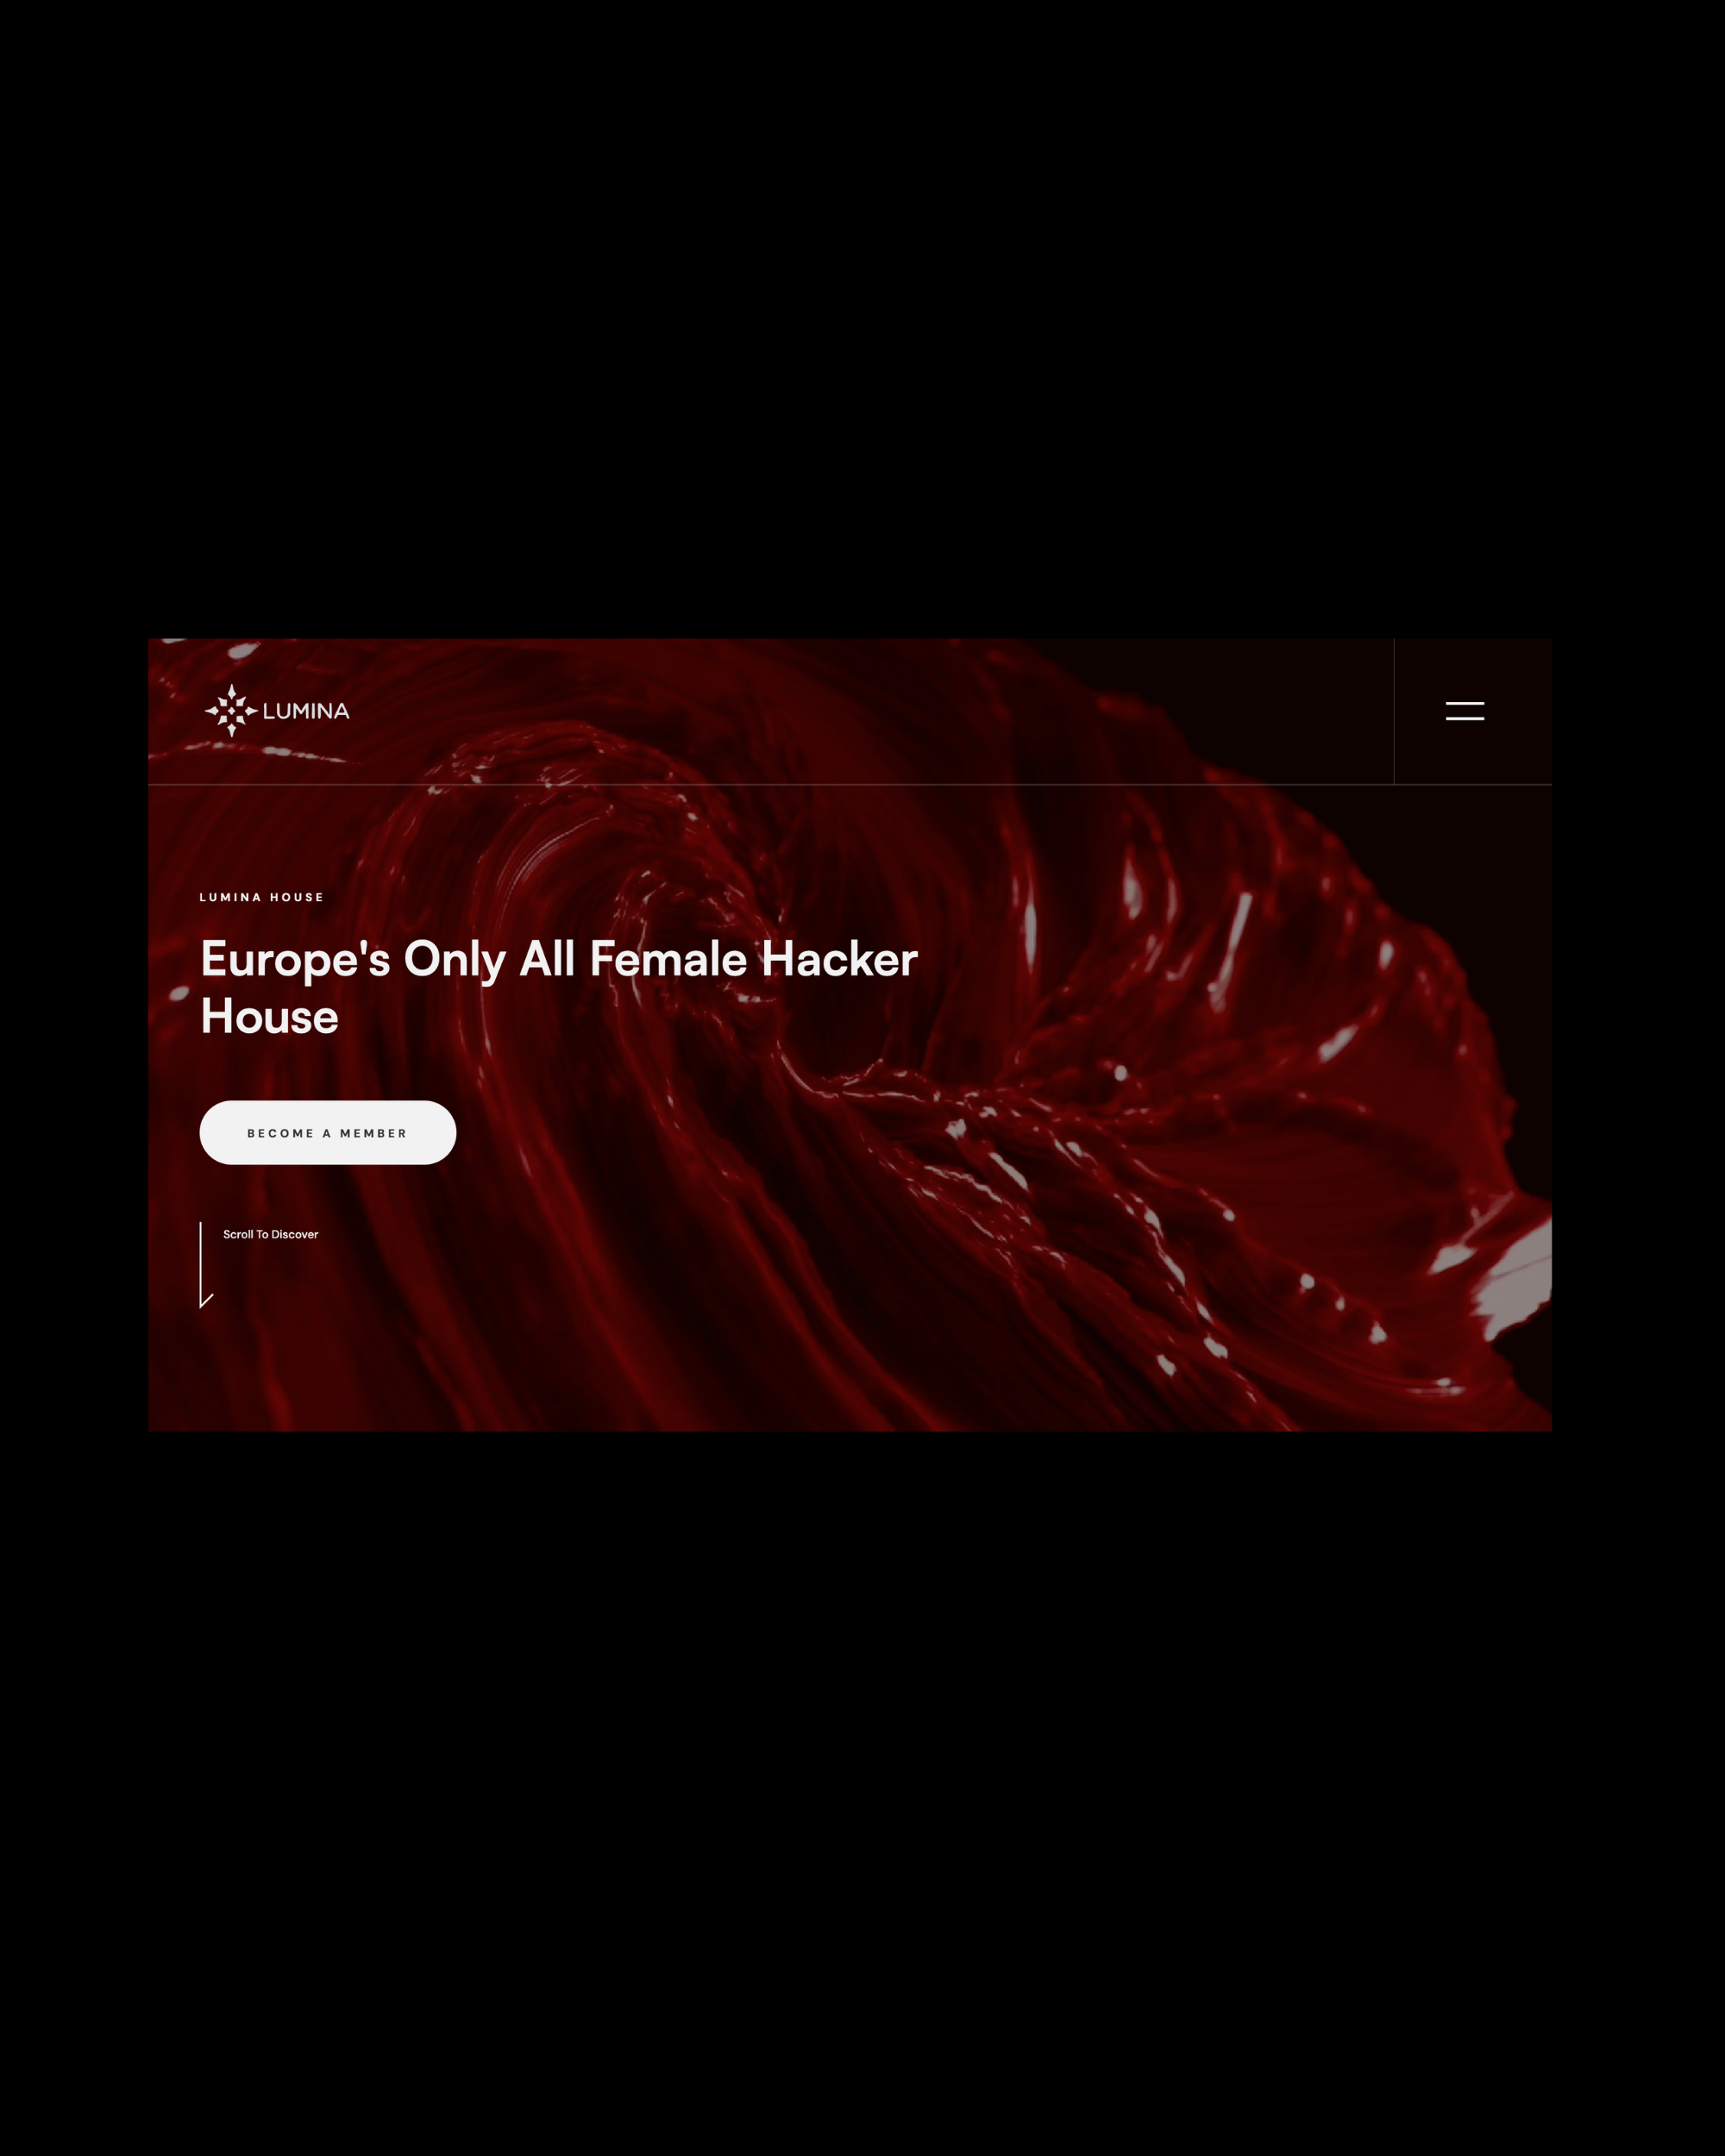 LUMINA
LUMINA HOUSE
Europe's Only All Female Hacker
House
BECOME A MEMBER
Scroll To Discover